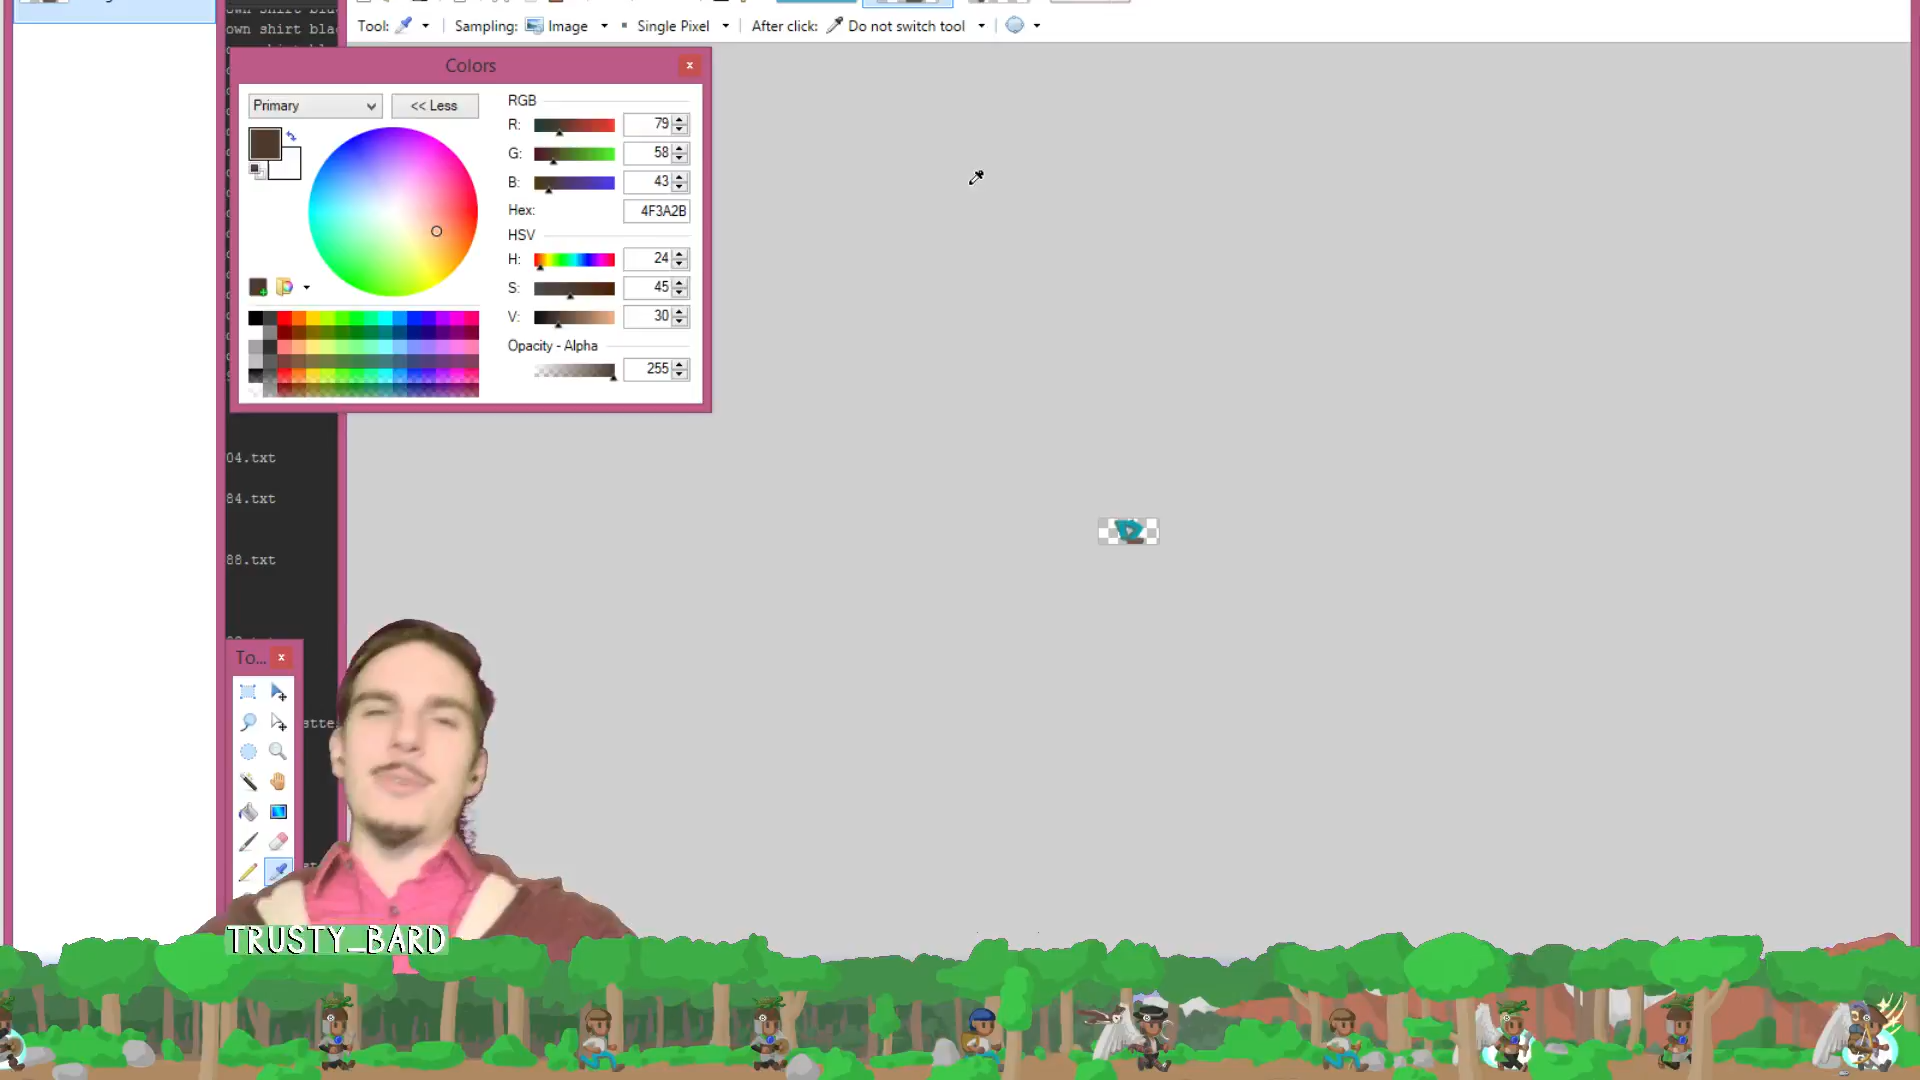 own shirt blac
Tool:
Sampling: Image
Single Pixel
After click: Do not switch tool
Colors
Primary
<< Less
RGB
R: 79
G: 58
B: 43
Hex: 4F3A2B
HSV
H: 24
S: 45
V: 30
Opacity - Alpha
255
04.txt
84.txt
88.txt
To...
TRUSTY_BARD